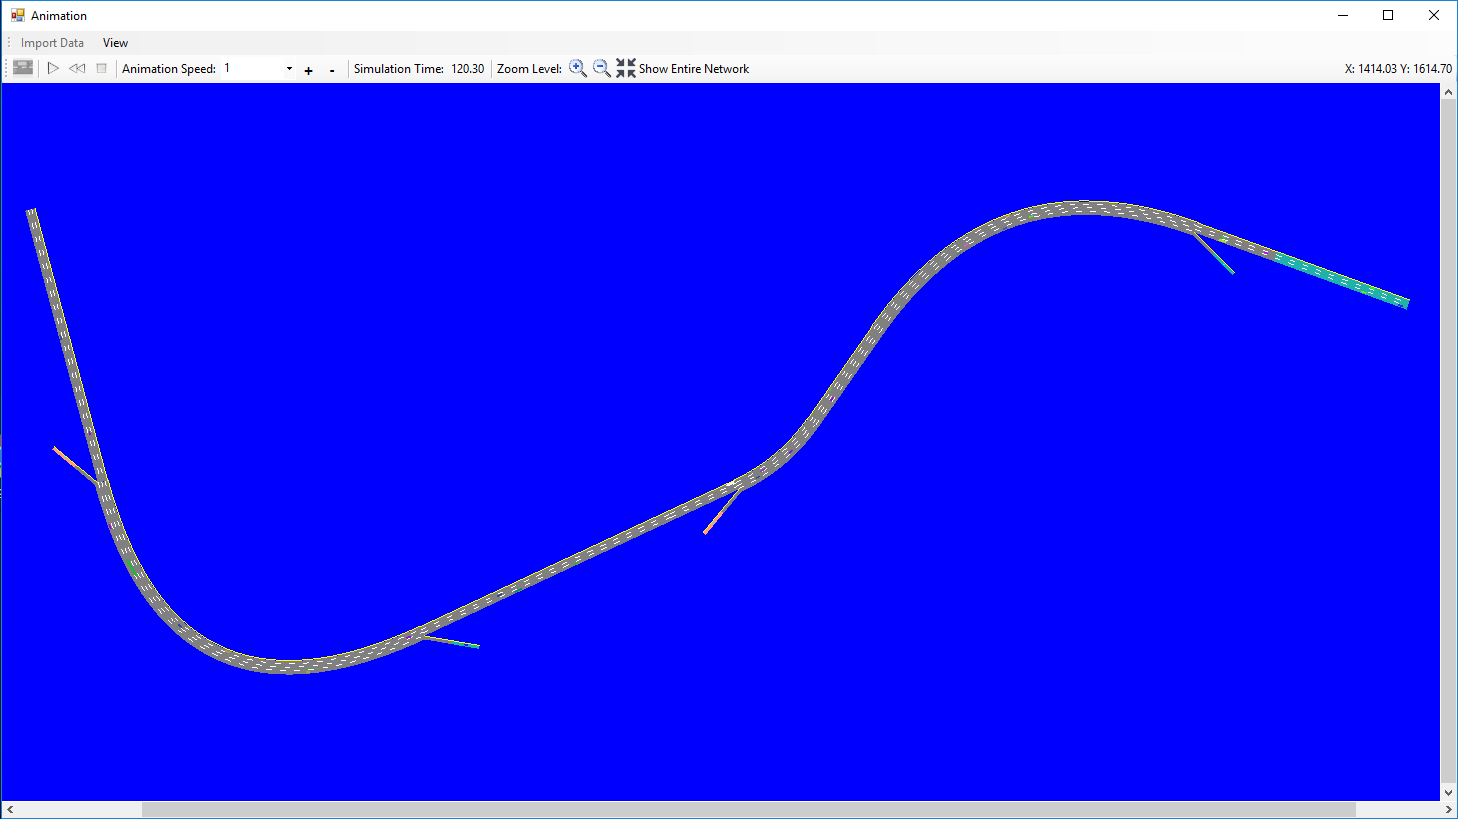 Animation
Import Data View
Animation Speed: 1 + - Simulation Time: 120.30 Zoom Level: Show Entire Network X: 1414.03 Y: 1614.70